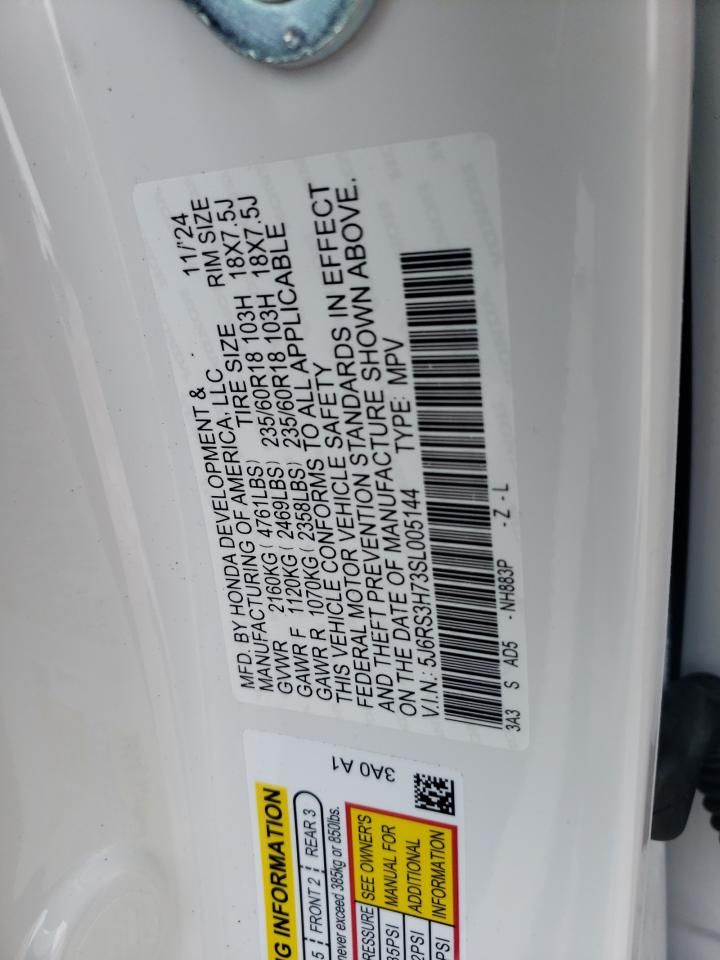 MFD. BY HONDA DEVELOPMENT & 11/'24
MANUFACTURING OF AMERICA, LLC
TIRE SIZE RIM SIZE
GVWR 2160KG ( 4761LBS)
GAWR F 1120KG ( 2469LBS) 235/60R18 103H 18X7.5J
GAWR R 1070KG ( 2358LBS) 235/60R18 103H 18X7.5J
THIS VEHICLE CONFORMS TO ALL APPLICABLE
FEDERAL MOTOR VEHICLE SAFETY
AND THEFT PREVENTION STANDARDS IN EFFECT
ON THE DATE OF MANUFACTURE SHOWN ABOVE.
V.I.N.: 5J6RS3H73SL005144 TYPE: MPV
3A3 S AD5 - NH883P - Z - L
3A0 A1
INFORMATION
5 FRONT 2 REAR 3
never exceed 385kg or 850lbs.
SEE OWNER'S
MANUAL FOR
ADDITIONAL
INFORMATION